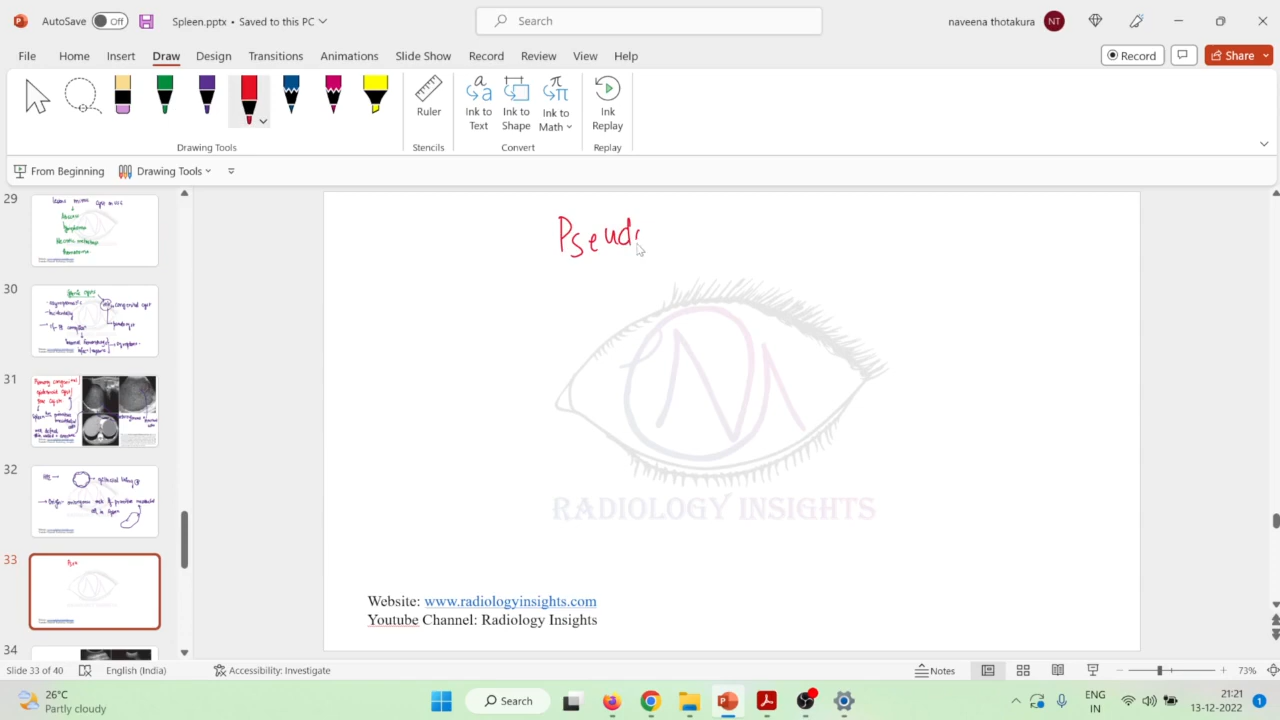 AutoSave Off Spleen.pptx • Saved to this PC Search naveena thotakura NT
File Home Insert Draw Design Transitions Animations Slide Show Record Review View Help Record Share
Ruler Ink to Text Ink to Shape Ink to Math Ink Replay
Drawing Tools Stencils Convert Replay
From Beginning Drawing Tools
29
30
31
32
33
34
Pseudo
RADIOLOGY INSIGHTS
Website: www.radiologyinsights.com
Youtube Channel: Radiology Insights
Slide 33 of 40 English (India) Accessibility: Investigate Notes 73%
26°C
Partly cloudy
Search
ENG
IN
21:21
13-12-2022
1